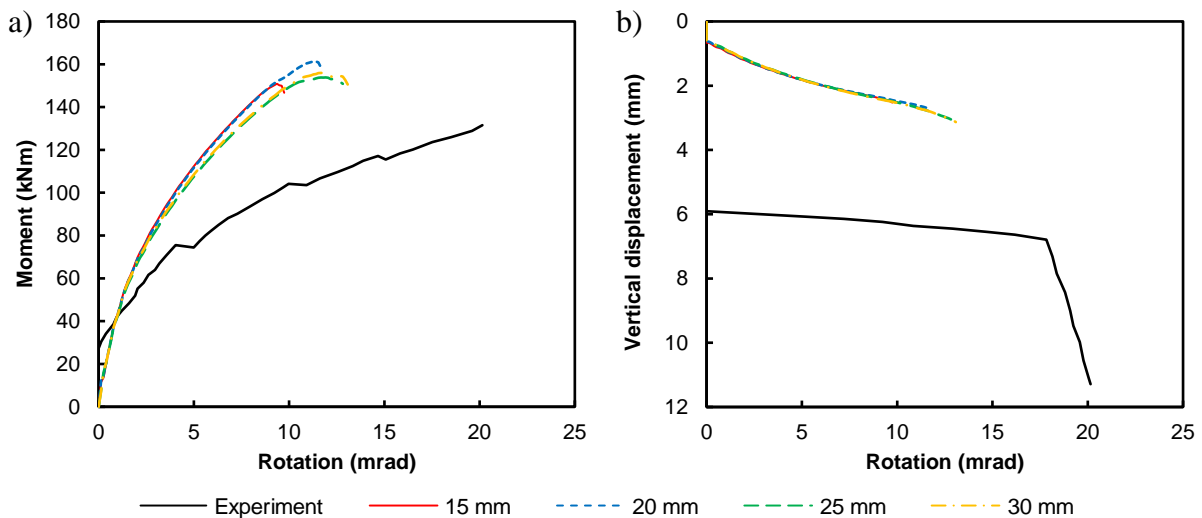 a)
180
160
140
120
100
80
60
40
20
0
Moment (kNm)
0 5 10 15 20 25
Rotation (mrad)
b)
0
2
4
6
8
10
12
Vertical displacement (mm)
0 5 10 15 20 25
Rotation (mrad)
Experiment 15 mm 20 mm 25 mm 30 mm